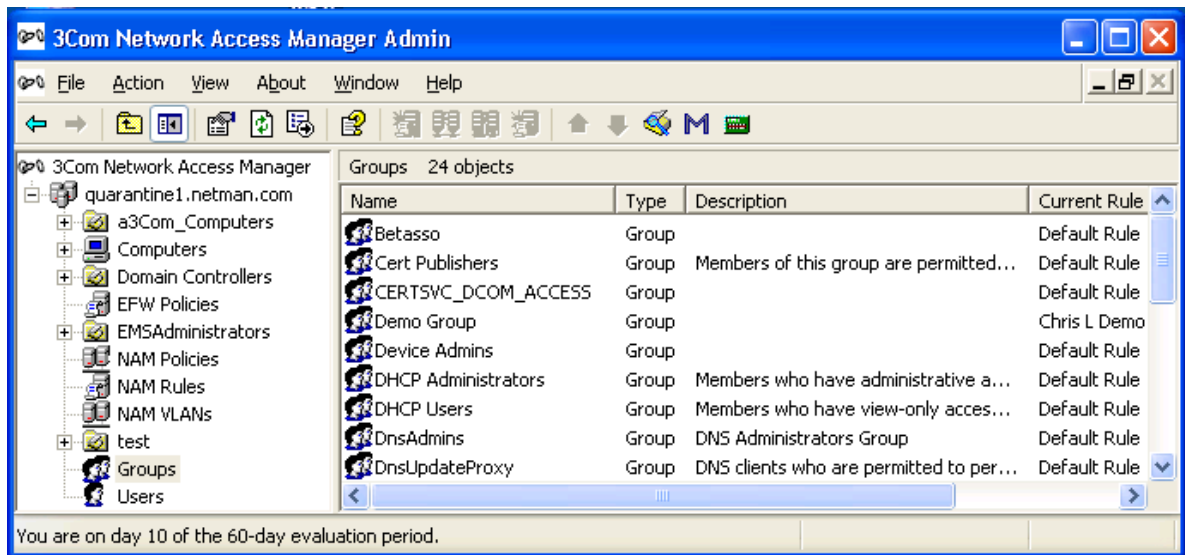 3Com Network Access Manager Admin
File Action View About Window Help
3Com Network Access Manager
quarantine1.netman.com
a3Com_Computers
Computers
Domain Controllers
EFW Policies
EMSAdministrators
NAM Policies
NAM Rules
NAM VLANs
test
Groups
Users
Groups 24 objects
Name Type Description Current Rule
Betasso Group Default Rule
Cert Publishers Group Members of this group are permitted... Default Rule
CERTSVC_DCOM_ACCESS Group Default Rule
Demo Group Group Chris L Demo
Device Admins Group Default Rule
DHCP Administrators Group Members who have administrative a... Default Rule
DHCP Users Group Members who have view-only acces... Default Rule
DnsAdmins Group DNS Administrators Group Default Rule
DnsUpdateProxy Group DNS clients who are permitted to per... Default Rule
You are on day 10 of the 60-day evaluation period.